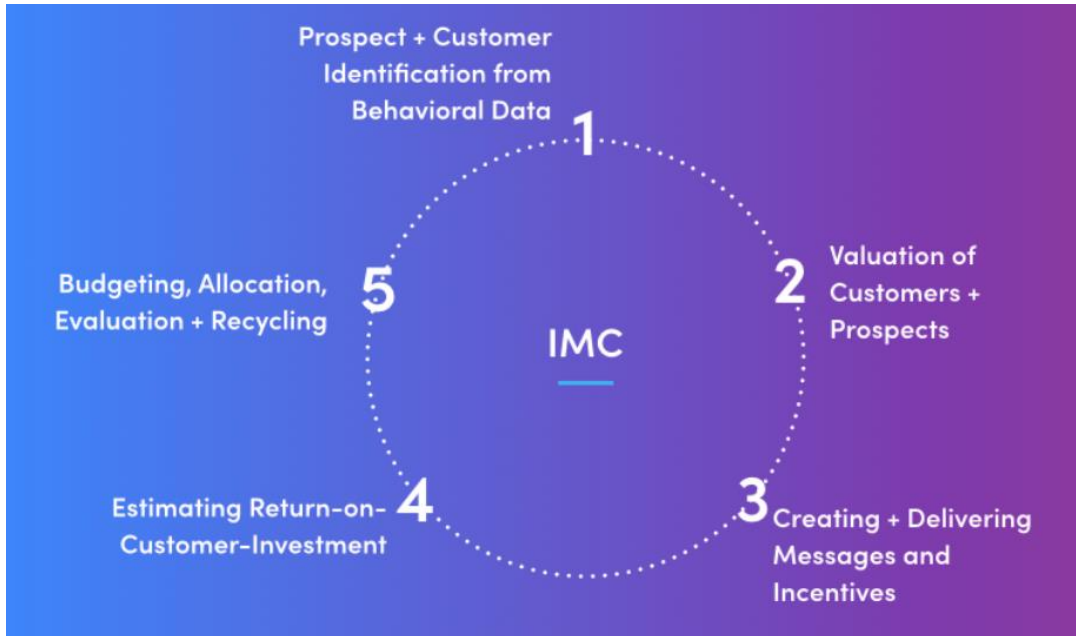 Prospect + Customer
Identification from
Behavioral Data
1
2
Valuation of
Customers +
Prospects
3
Creating + Delivering
Messages and
Incentives
4
Estimating Return-on-
Customer-Investment
5
Budgeting, Allocation,
Evaluation + Recycling
IMC